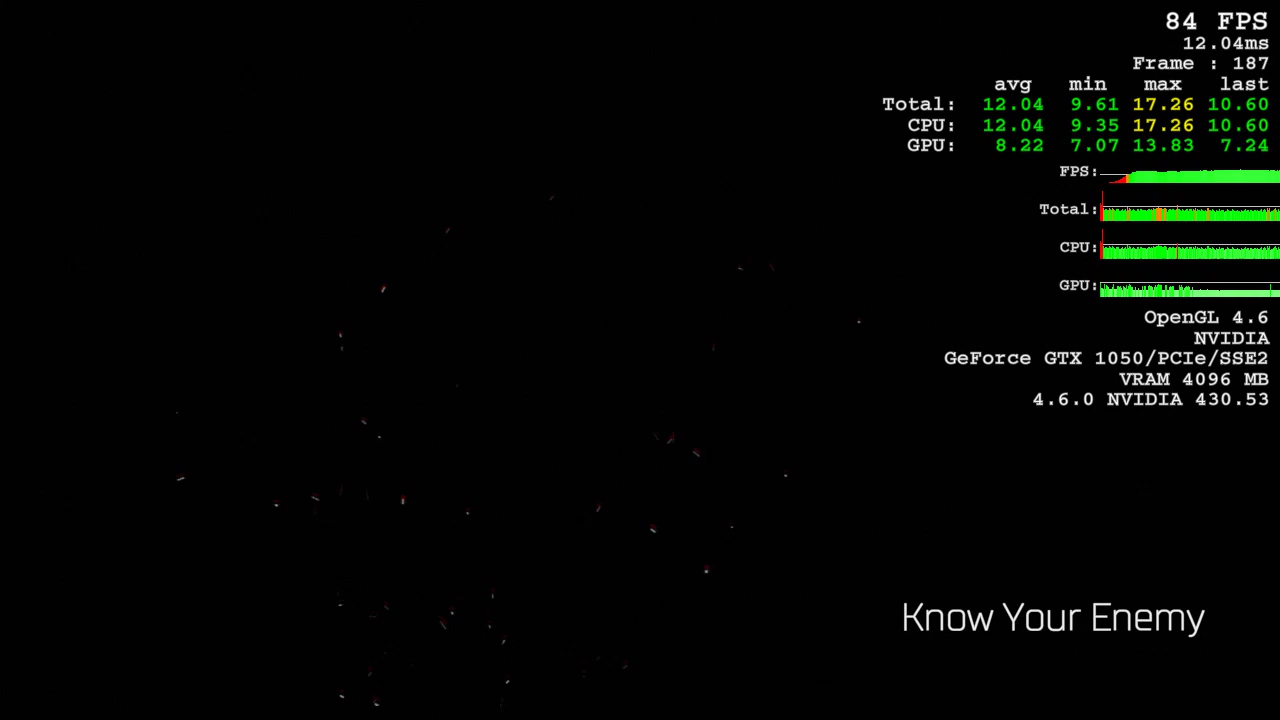 84 FPS
12.04ms
Frame : 187
avg min max last
Total: 12.04 9.61 17.26 10.60
CPU: 12.04 9.35 17.26 10.60
GPU: 8.22 7.07 13.83 7.24
FPS:
Total:
CPU:
GPU:
OpenGL 4.6
NVIDIA
GeForce GTX 1050/PCIe/SSE2
VRAM 4096 MB
4.6.0 NVIDIA 430.53
Know Your Enemy